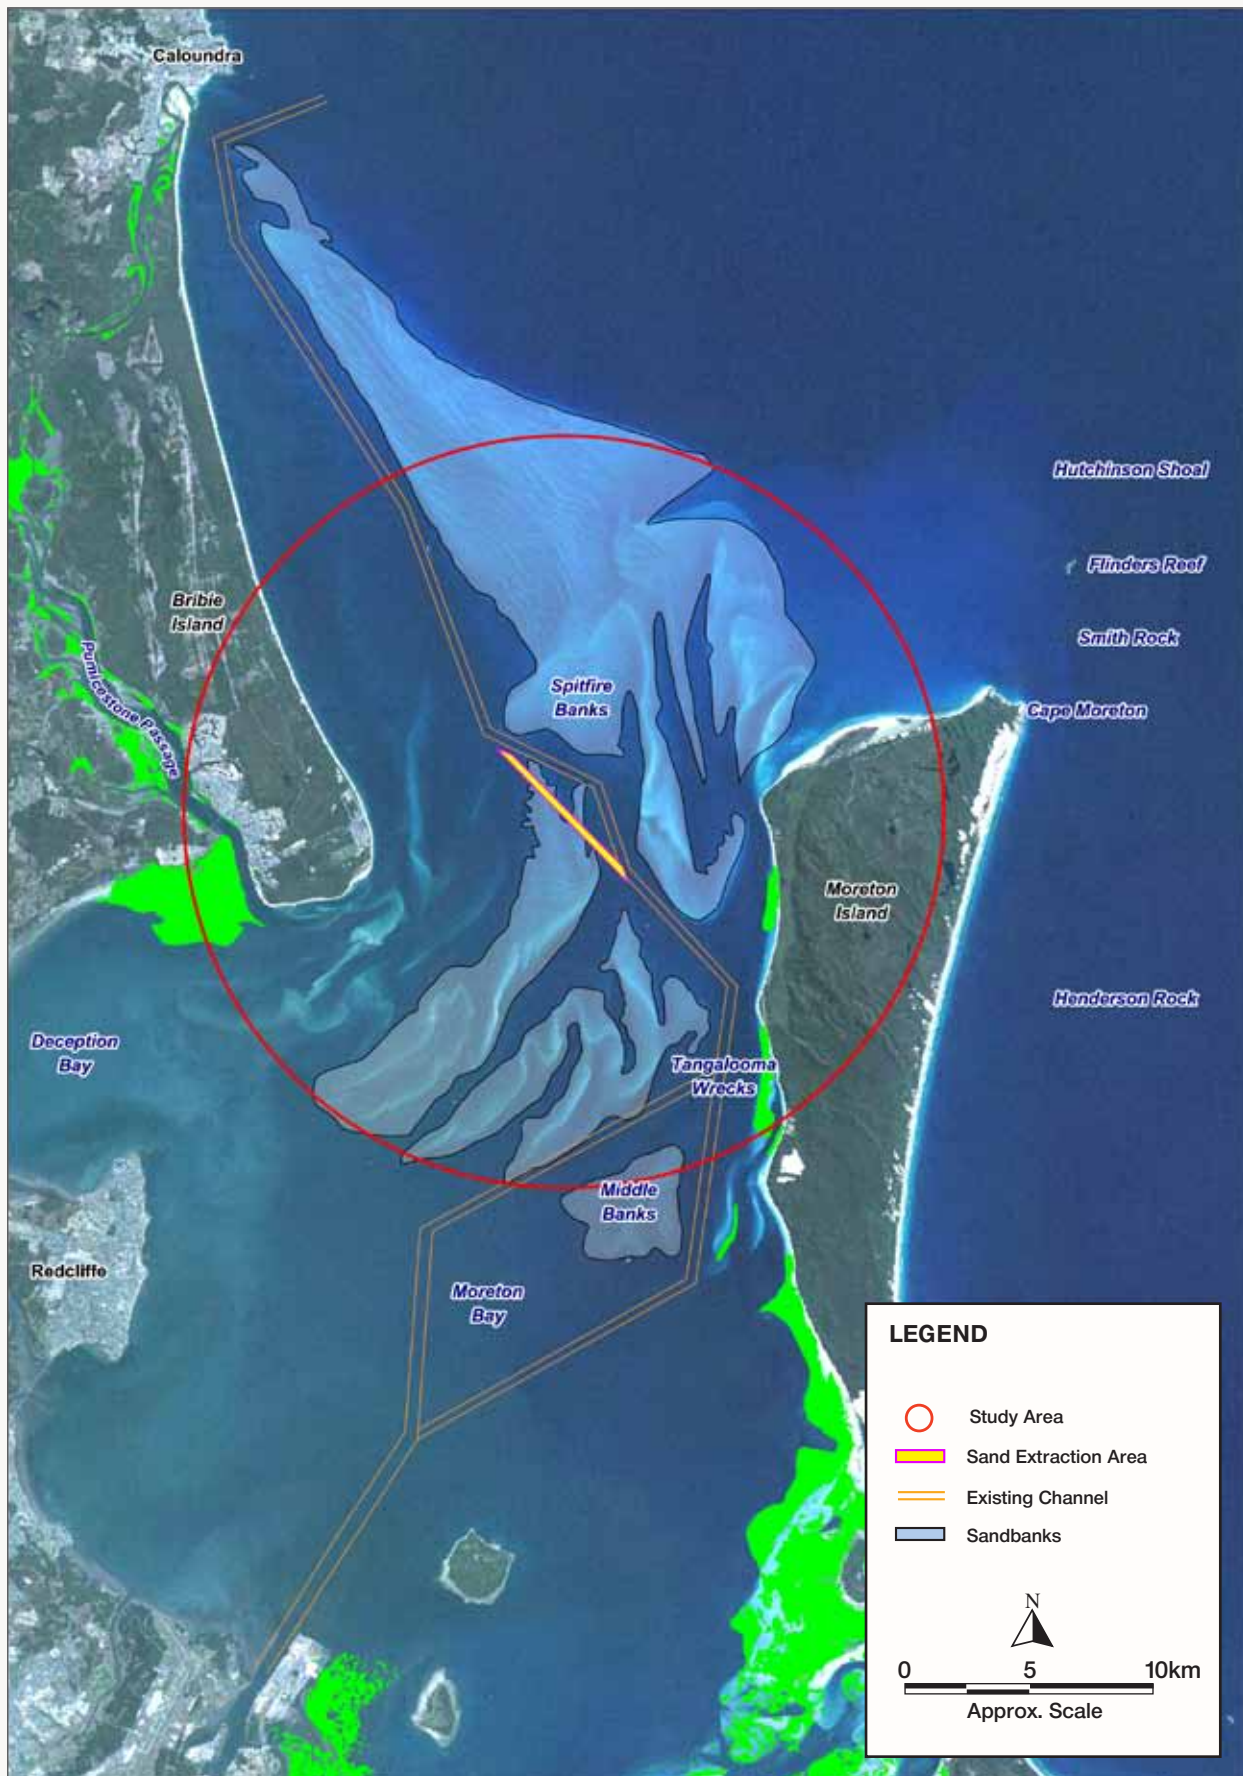 Caloundra
Hutchinson Shoal
Flinders Reef
Bribie
Island
Smith Rock
Pumicestone Passage
Spitfire
Banks
Cape Moreton
Moreton
Island
Henderson Rock
Deception
Bay
Tangalooma
Wrecks
Middle
Banks
Redcliffe
Moreton
Bay
LEGEND
Study Area
Sand Extraction Area
Existing Channel
Sandbanks
N
0 5 10km
Approx. Scale